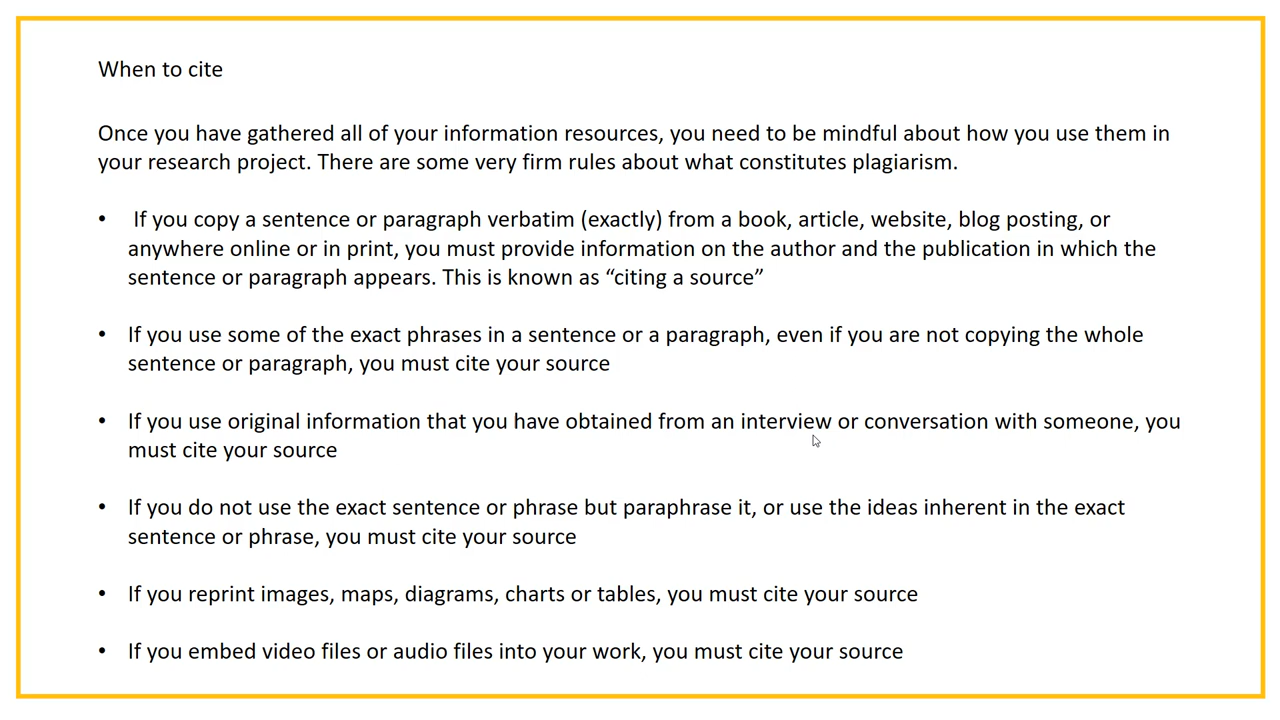 When to cite
Once you have gathered all of your information resources, you need to be mindful about how you use them in
your research project. There are some very firm rules about what constitutes plagiarism.
• If you copy a sentence or paragraph verbatim (exactly) from a book, article, website, blog posting, or
anywhere online or in print, you must provide information on the author and the publication in which the
sentence or paragraph appears. This is known as “citing a source”
• If you use some of the exact phrases in a sentence or a paragraph, even if you are not copying the whole
sentence or paragraph, you must cite your source
• If you use original information that you have obtained from an interview or conversation with someone, you
must cite your source
• If you do not use the exact sentence or phrase but paraphrase it, or use the ideas inherent in the exact
sentence or phrase, you must cite your source
• If you reprint images, maps, diagrams, charts or tables, you must cite your source
• If you embed video files or audio files into your work, you must cite your source